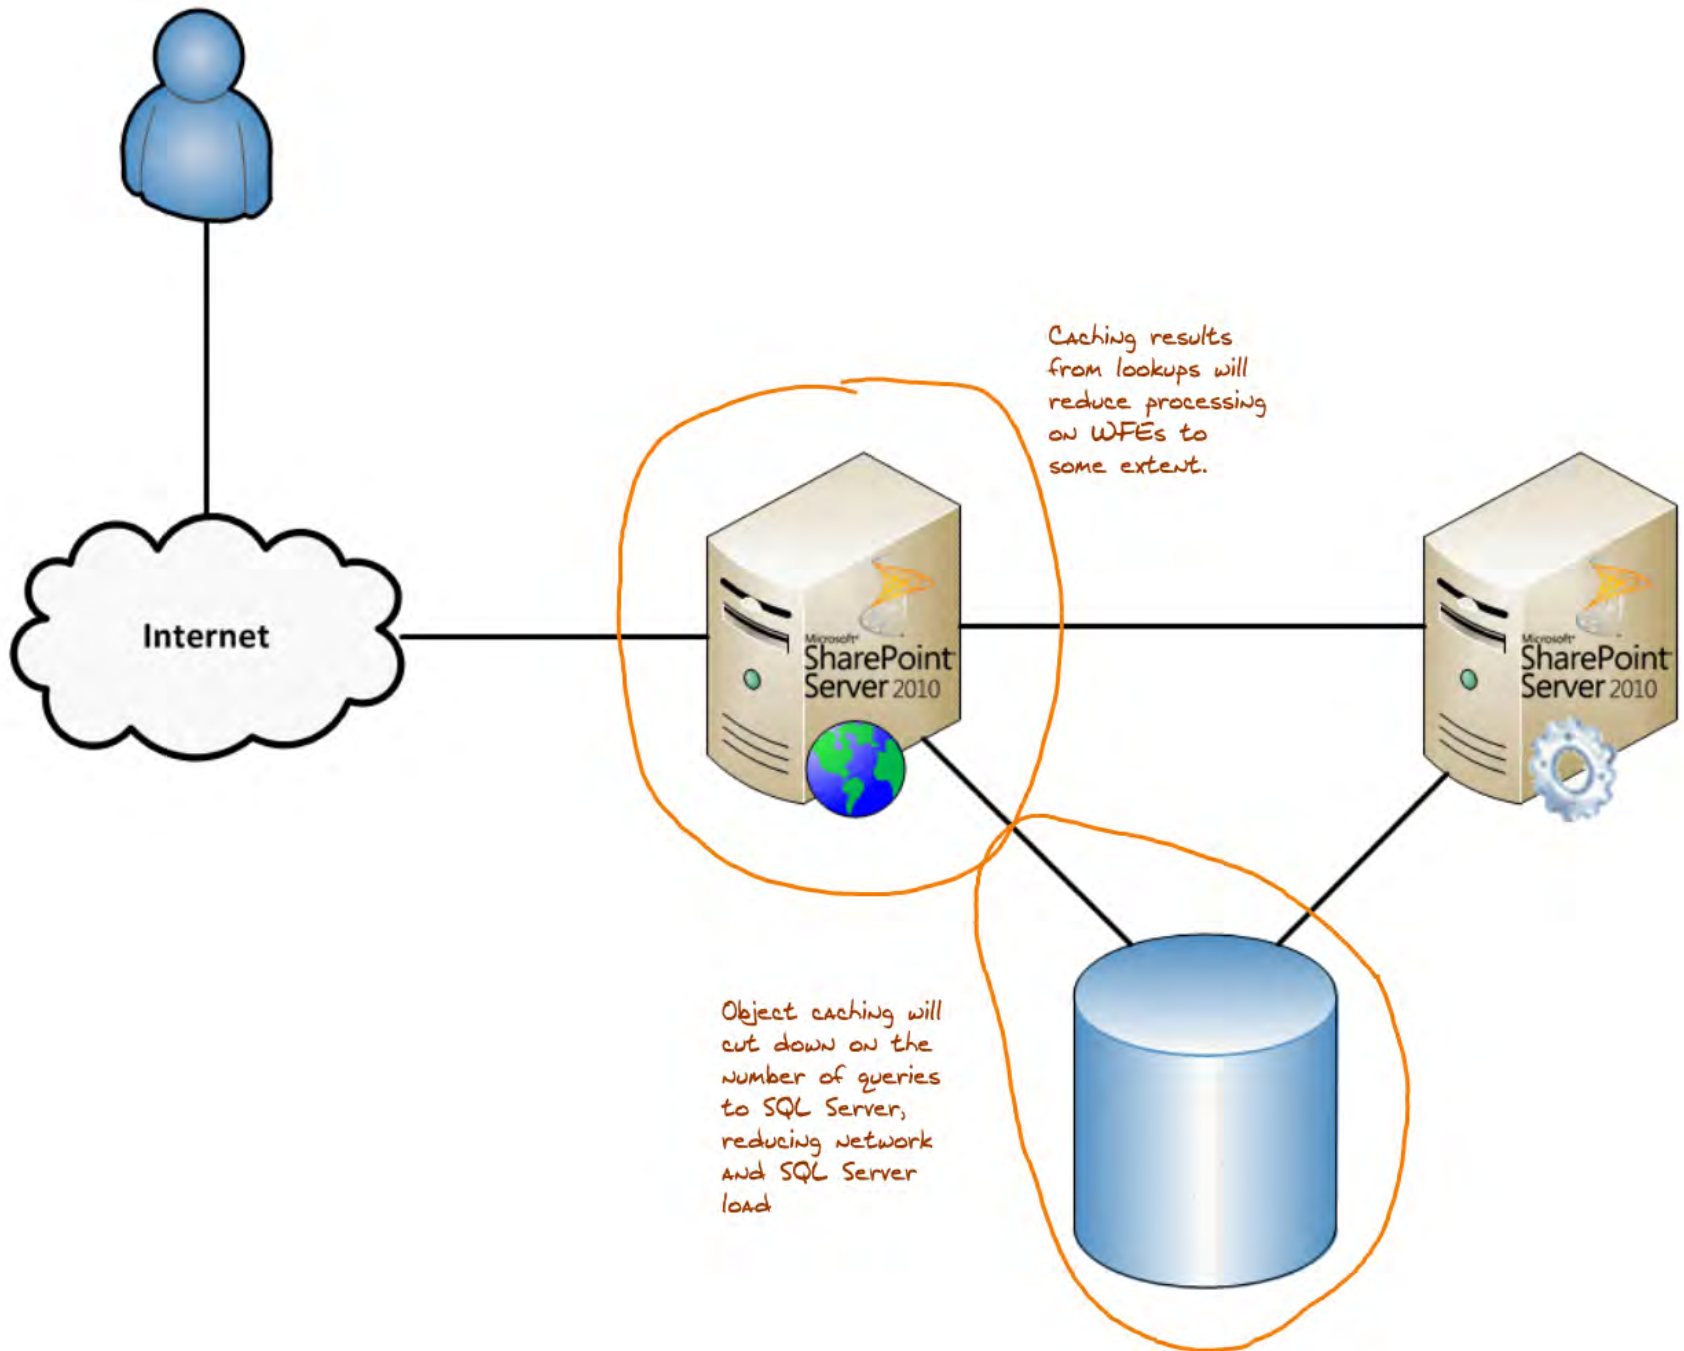 Caching results
from lookups will
reduce processing
on WFEs to
some extent.
Internet
Microsoft®
SharePoint
Server 2010
Microsoft®
SharePoint
Server 2010
Object caching will
cut down on the
number of queries
to SQL Server,
reducing network
and SQL Server
load